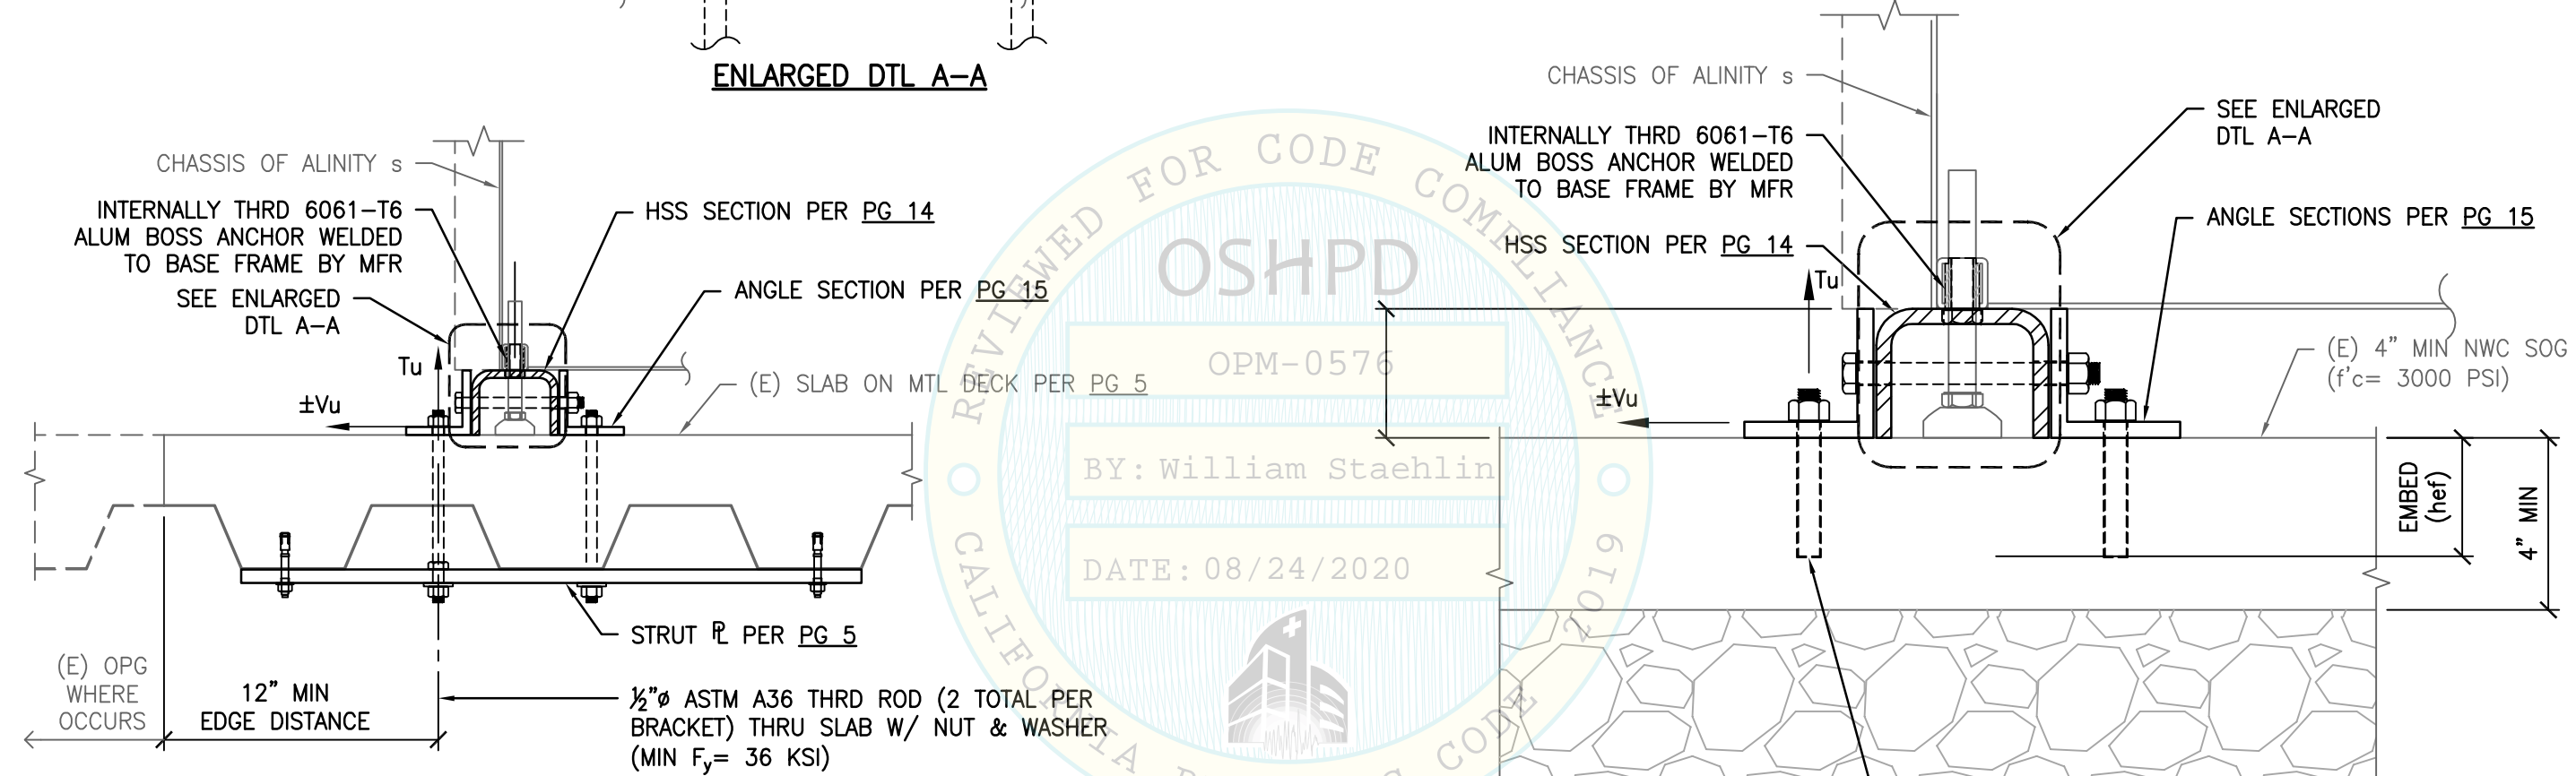 ENLARGED DTL A-A
CHASSIS OF ALINITY s
INTERNALLY THRD 6061-T6
ALUM BOSS ANCHOR WELDED
TO BASE FRAME BY MFR
SEE ENLARGED
DTL A-A
HSS SECTION PER PG 14
ANGLE SECTION PER PG 15
Tu
±Vu
(E) SLAB ON MTL DECK PER PG 5
STRUT ℄ PER PG 5
(E) OPG
WHERE
OCCURS
12" MIN
EDGE DISTANCE
½"ø ASTM A36 THRD ROD (2 TOTAL PER
BRACKET) THRU SLAB W/ NUT & WASHER
(MIN Fy= 36 KSI)
REVIEWED FOR CODE COMPLIANCE
OSHPD
OPM-0576
BY: William Staehlin
DATE: 08/24/2020
CALIFORNIA
CODE 2019
CHASSIS OF ALINITY s
INTERNALLY THRD 6061-T6
ALUM BOSS ANCHOR WELDED
TO BASE FRAME BY MFR
HSS SECTION PER PG 14
SEE ENLARGED
DTL A-A
ANGLE SECTIONS PER PG 15
Tu
±Vu
(E) 4" MIN NWC SOG
(f'c= 3000 PSI)
EMBED
(hef)
4" MIN